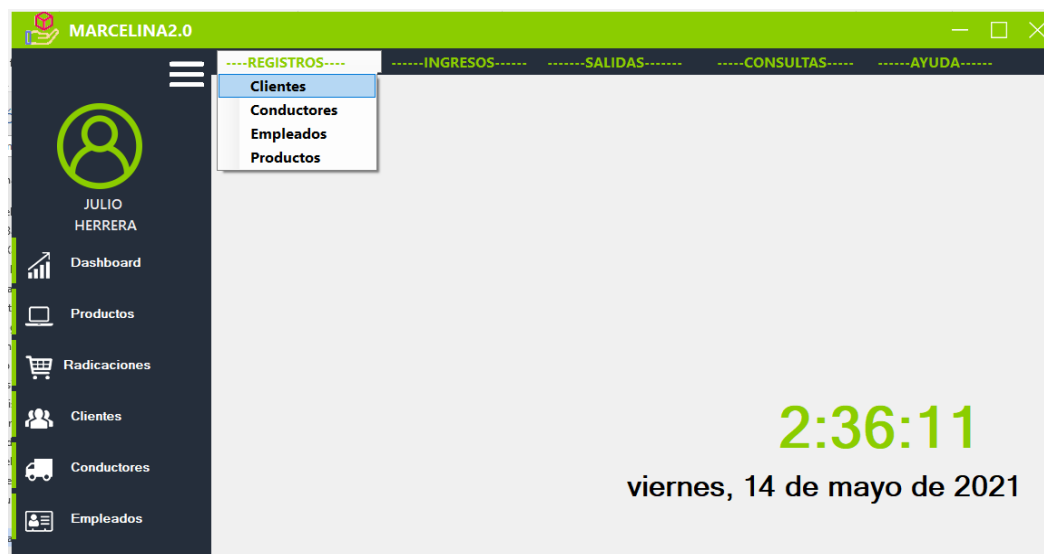 MARCELINA2.0
----REGISTROS---- ------INGRESOS------ -------SALIDAS------- -----CONSULTAS----- ------AYUDA------
Clientes
Conductores
Empleados
Productos
JULIO
HERRERA
Dashboard
Productos
Radicaciones
Clientes
Conductores
Empleados
2:36:11
viernes, 14 de mayo de 2021